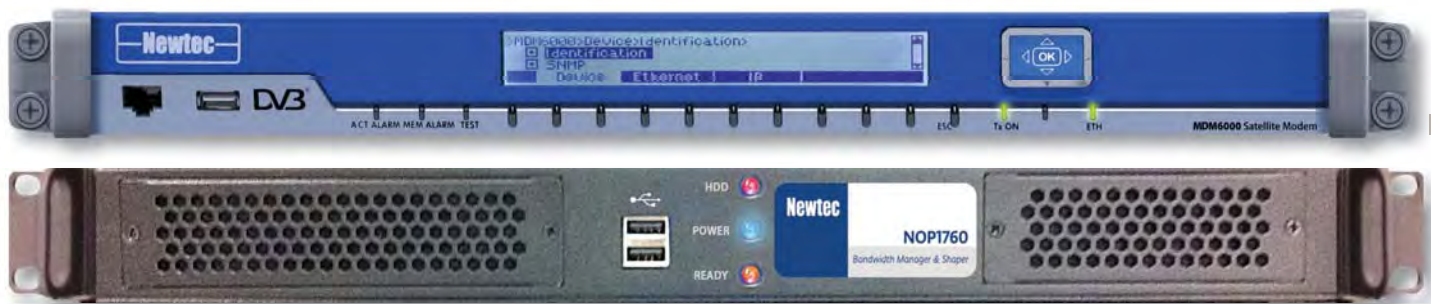 Newtec
MDM6000>Device>Identification>
Identification
SNMP
Device Ethernet IP
OK
DVB
ACT ALARM MEM ALARM TEST ESC Tx ON ETH
MDM6000 Satellite Modem
HDD
POWER
READY
Newtec
NOP1760
Bandwidth Manager & Shaper